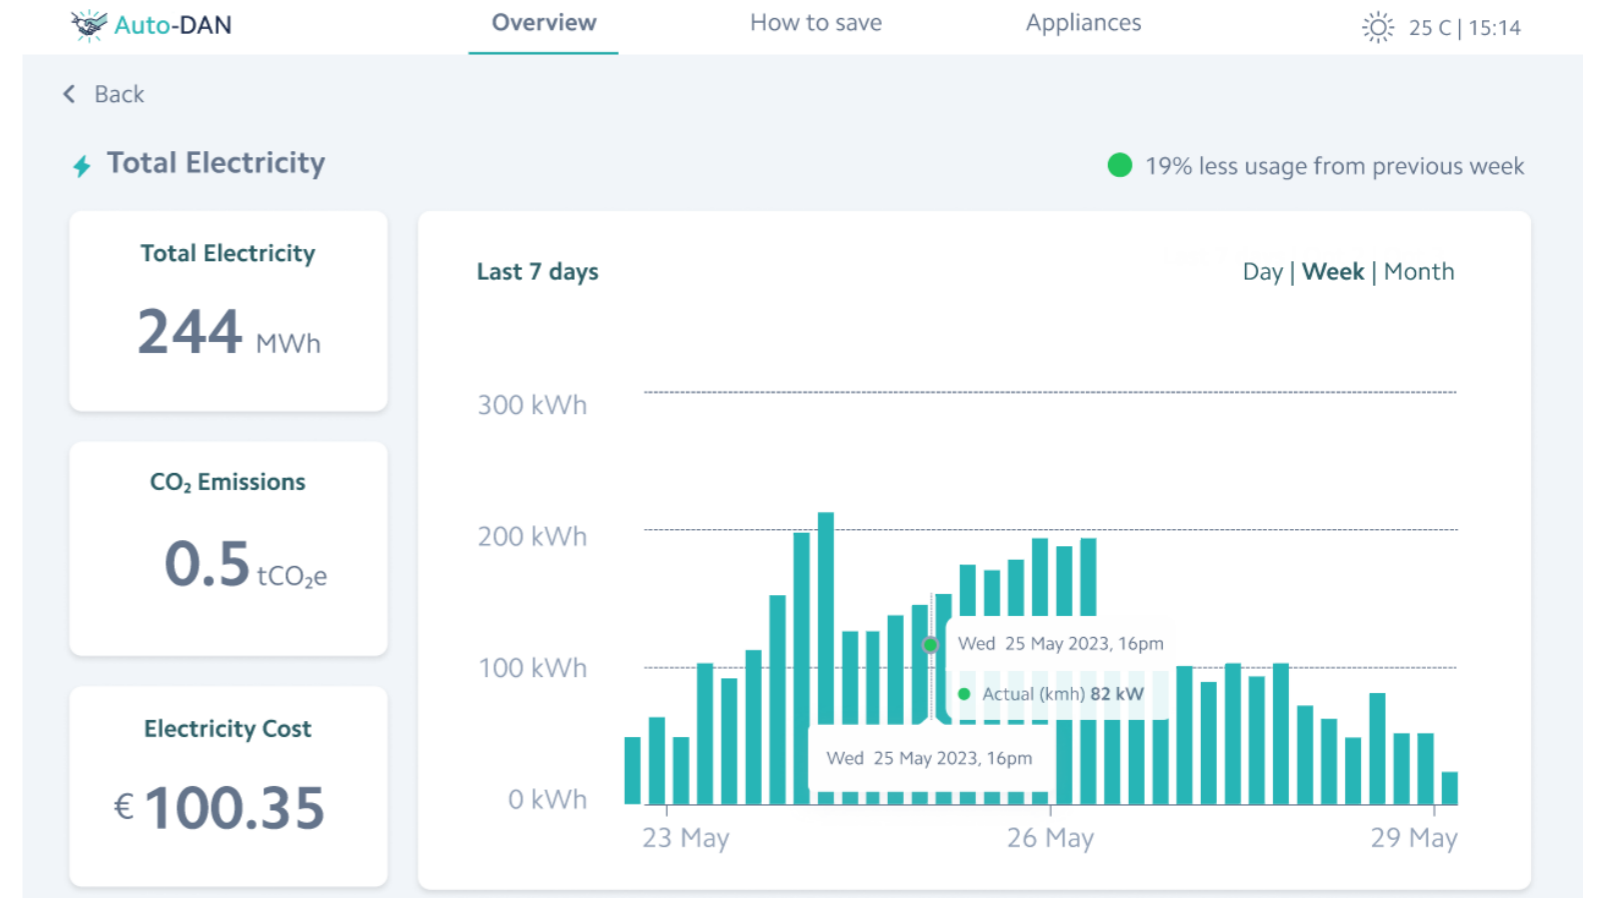 Auto-DAN
Overview
How to save
Appliances
25 C | 15:14
Back
Total Electricity
19% less usage from previous week
Total Electricity
244 MWh
CO₂ Emissions
0.5 tCO₂e
Electricity Cost
€ 100.35
Last 7 days
Day | Week | Month
300 kWh
200 kWh
100 kWh
0 kWh
Wed 25 May 2023, 16pm
Actual (kmh) 82 kW
Wed 25 May 2023, 16pm
23 May
26 May
29 May